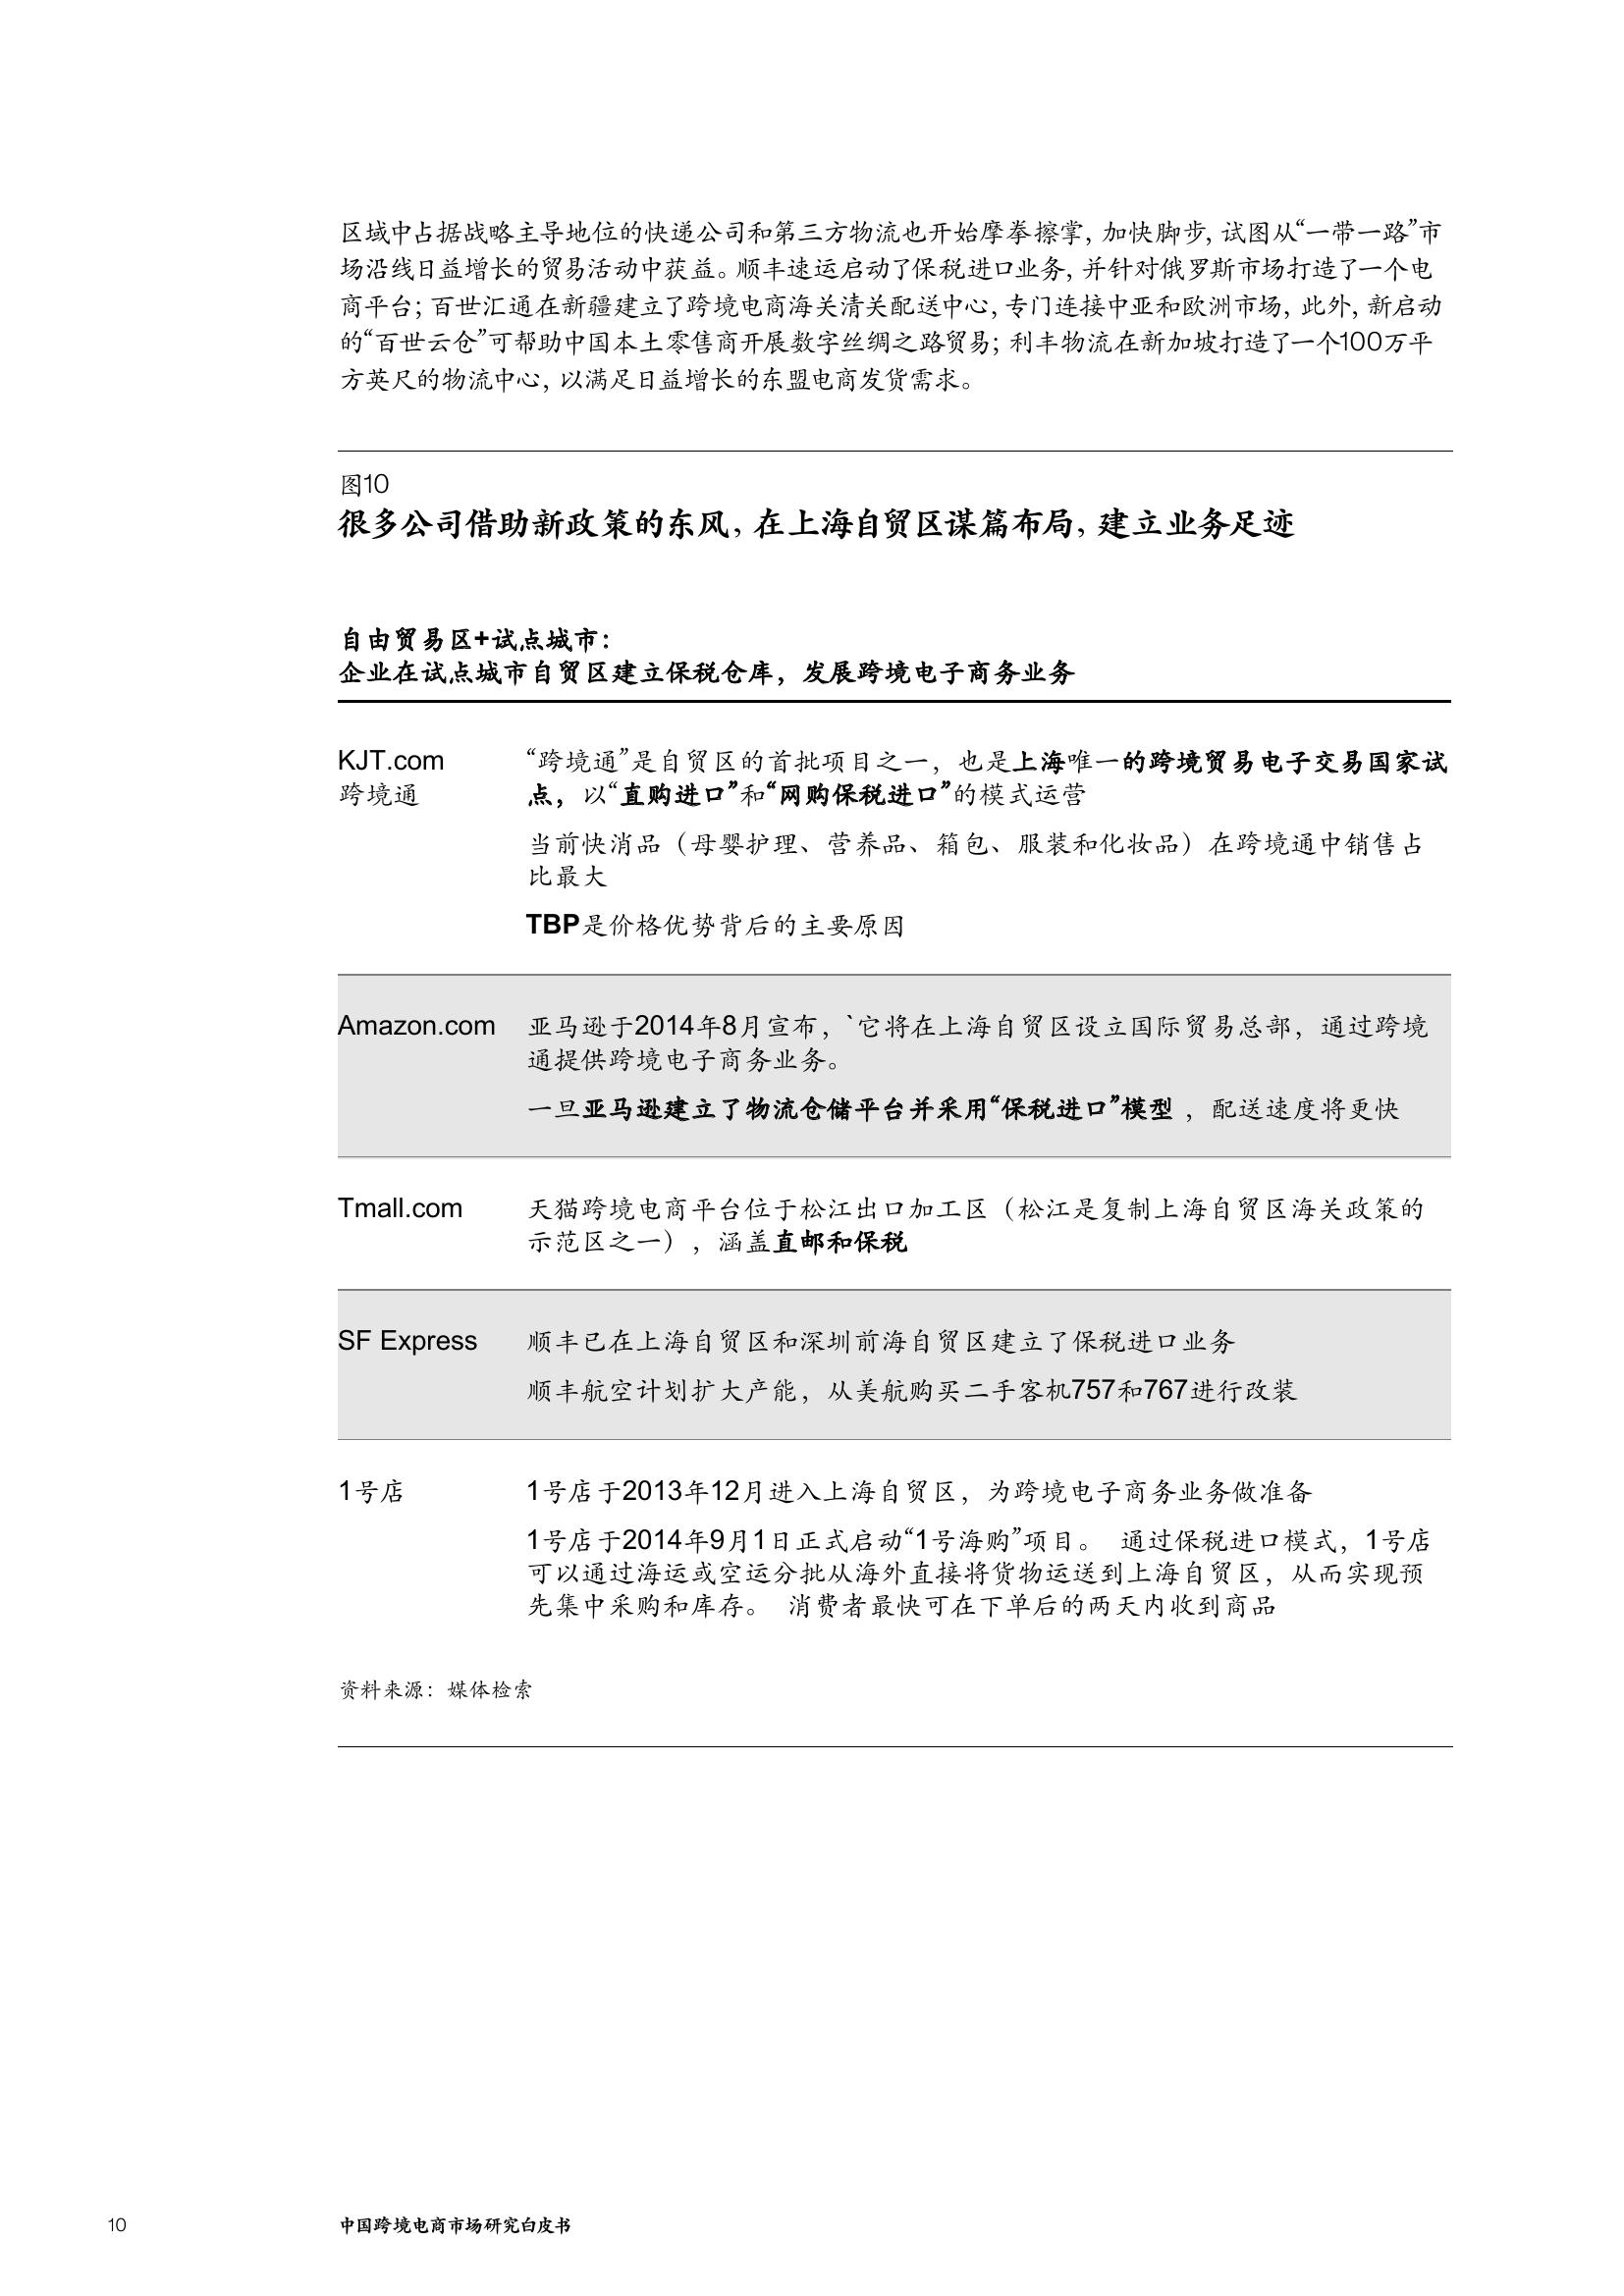 区域中占据战略主导地位的快递公司和第三方物流也开始摩拳擦掌，加快脚步，试图从“一带一路”市
场沿线日益增长的贸易活动中获益。顺丰速运启动了保税进口业务，并针对俄罗斯市场打造了一个电
商平台；百世汇通在新疆建立了跨境电商海关清关配送中心，专门连接中亚和欧洲市场，此外，新启动
的“百世云仓”可帮助中国本土零售商开展数字丝绸之路贸易；利丰物流在新加坡打造了一个100万平
方英尺的物流中心，以满足日益增长的东盟电商发货需求。
图10
很多公司借助新政策的东风，在上海自贸区谋篇布局，建立业务足迹
自由贸易区+试点城市：
企业在试点城市自贸区建立保税仓库，发展跨境电子商务业务
KJT.com
跨境通
“跨境通”是自贸区的首批项目之一，也是上海唯一的跨境贸易电子交易国家试
点，以“直购进口”和“网购保税进口”的模式运营
当前快消品（母婴护理、营养品、箱包、服装和化妆品）在跨境通中销售占
比最大
TBP是价格优势背后的主要原因
Amazon.com
亚马逊于2014年8月宣布，`它将在上海自贸区设立国际贸易总部，通过跨境
通提供跨境电子商务业务。
一旦亚马逊建立了物流仓储平台并采用“保税进口”模型 ，配送速度将更快
Tmall.com
天猫跨境电商平台位于松江出口加工区（松江是复制上海自贸区海关政策的
示范区之一），涵盖直邮和保税
SF Express
顺丰已在上海自贸区和深圳前海自贸区建立了保税进口业务
顺丰航空计划扩大产能，从美航购买二手客机757和767进行改装
1号店
1号店于2013年12月进入上海自贸区，为跨境电子商务业务做准备
1号店于2014年9月1日正式启动“1号海购”项目。 通过保税进口模式，1号店
可以通过海运或空运分批从海外直接将货物运送到上海自贸区，从而实现预
先集中采购和库存。 消费者最快可在下单后的两天内收到商品
资料来源：媒体检索
10
中国跨境电商市场研究白皮书